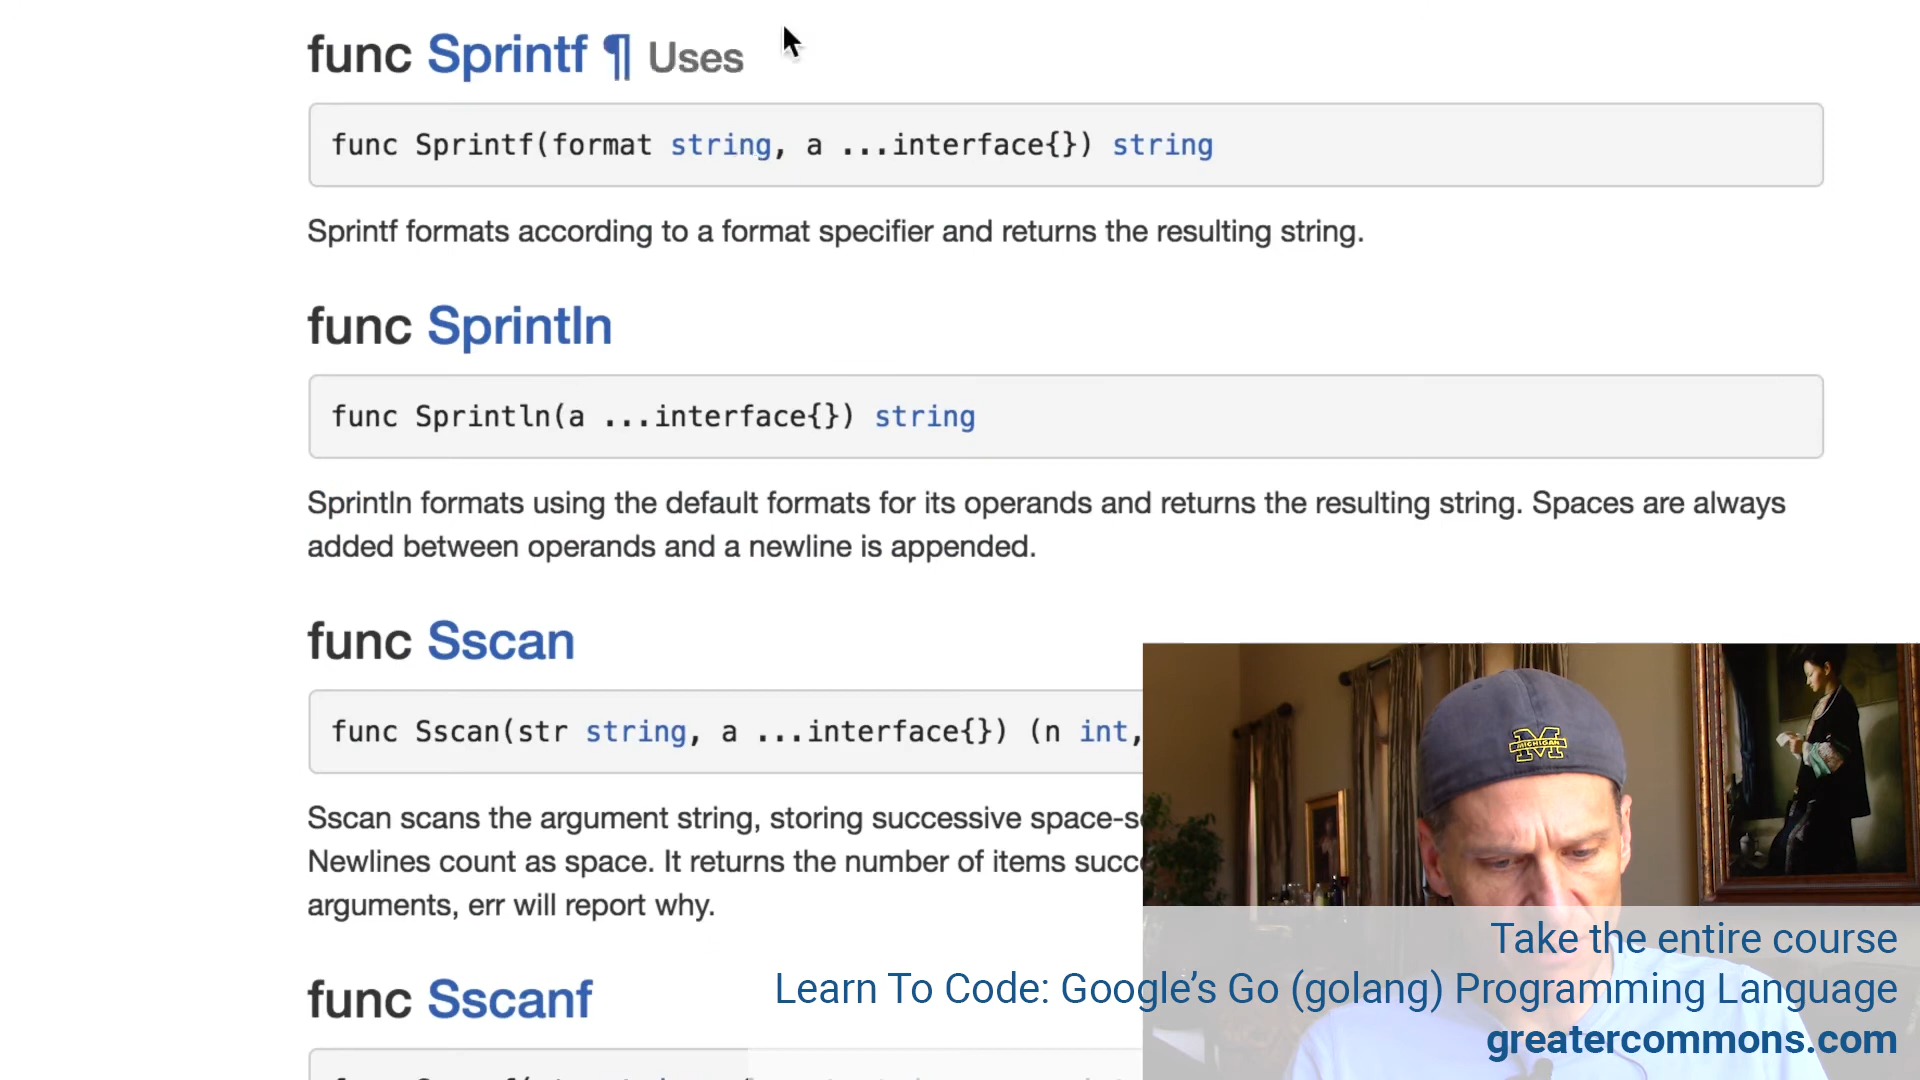 func Sprintf ¶ Uses
func Sprintf(format string, a ...interface{}) string
Sprintf formats according to a format specifier and returns the resulting string.
func Sprintln
func Sprintln(a ...interface{}) string
Sprintln formats using the default formats for its operands and returns the resulting string. Spaces are always
added between operands and a newline is appended.
func Sscan
func Sscan(str string, a ...interface{}) (n int,
Sscan scans the argument string, storing successive
Newlines count as space. It returns the number of items
arguments, err will report why.
func Sscanf
MICHIGAN
Take the entire course
Learn To Code: Google’s Go (golang) Programming Language
greatercommons.com